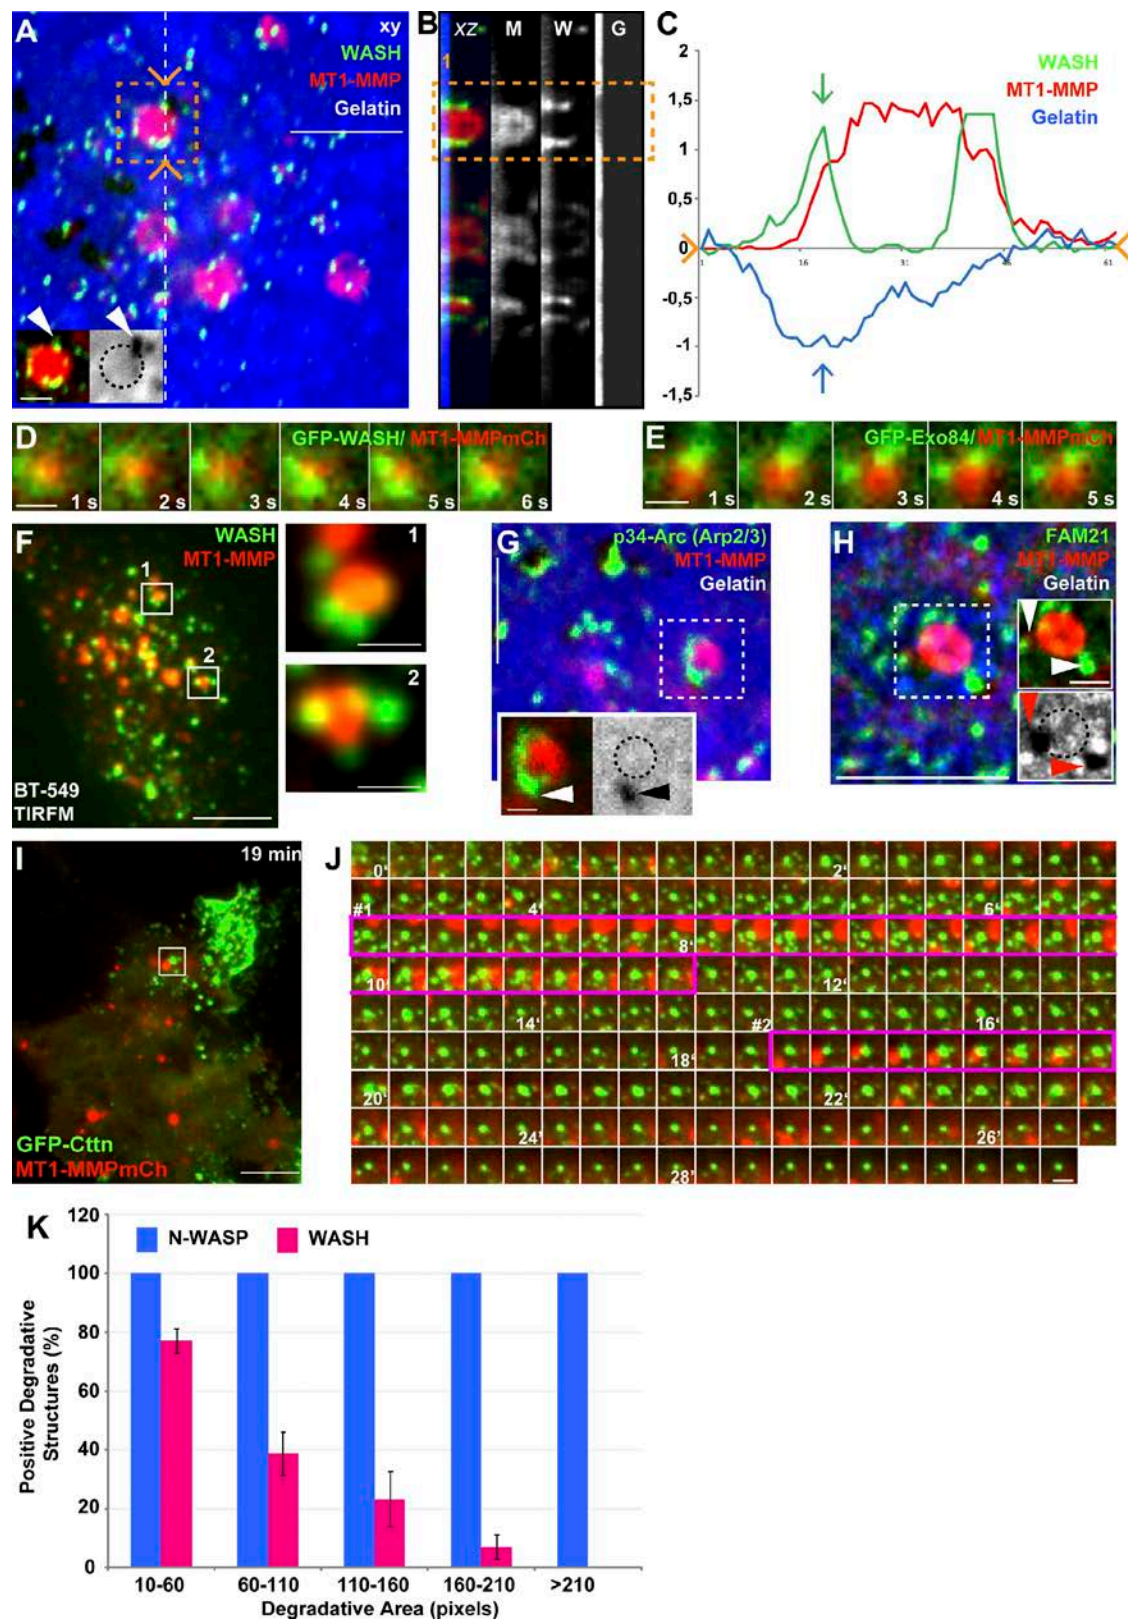 A
xy
WASH
MT1-MMP
Gelatin
B
XZ
M
W
G
1
C
WASH
MT1-MMP
Gelatin
2
1,5
1
0,5
0
-0,5
-1
-1,5
1
16
31
46
61
D
GFP-WASH/ MT1-MMPmCh
1 s
2 s
3 s
4 s
5 s
6 s
E
GFP-Exo84/MT1-MMPmCh
1 s
2 s
3 s
4 s
5 s
F
WASH
MT1-MMP
1
2
BT-549
TIRFM
1
2
G
p34-Arc (Arp2/3)
MT1-MMP
Gelatin
H
FAM21
MT1-MMP
Gelatin
I
19 min
GFP-Cttn
MT1-MMPmCh
J
0‘
2‘
#1
4‘
6‘
8‘
10‘
12‘
14‘
#2
16‘
18‘
20‘
22‘
24’
26’
28’
K
N-WASP
WASH
Positive Degradative
Structures (%)
120
100
80
60
40
20
0
10-60
60-110
110-160
160-210
>210
Degradative Area (pixels)